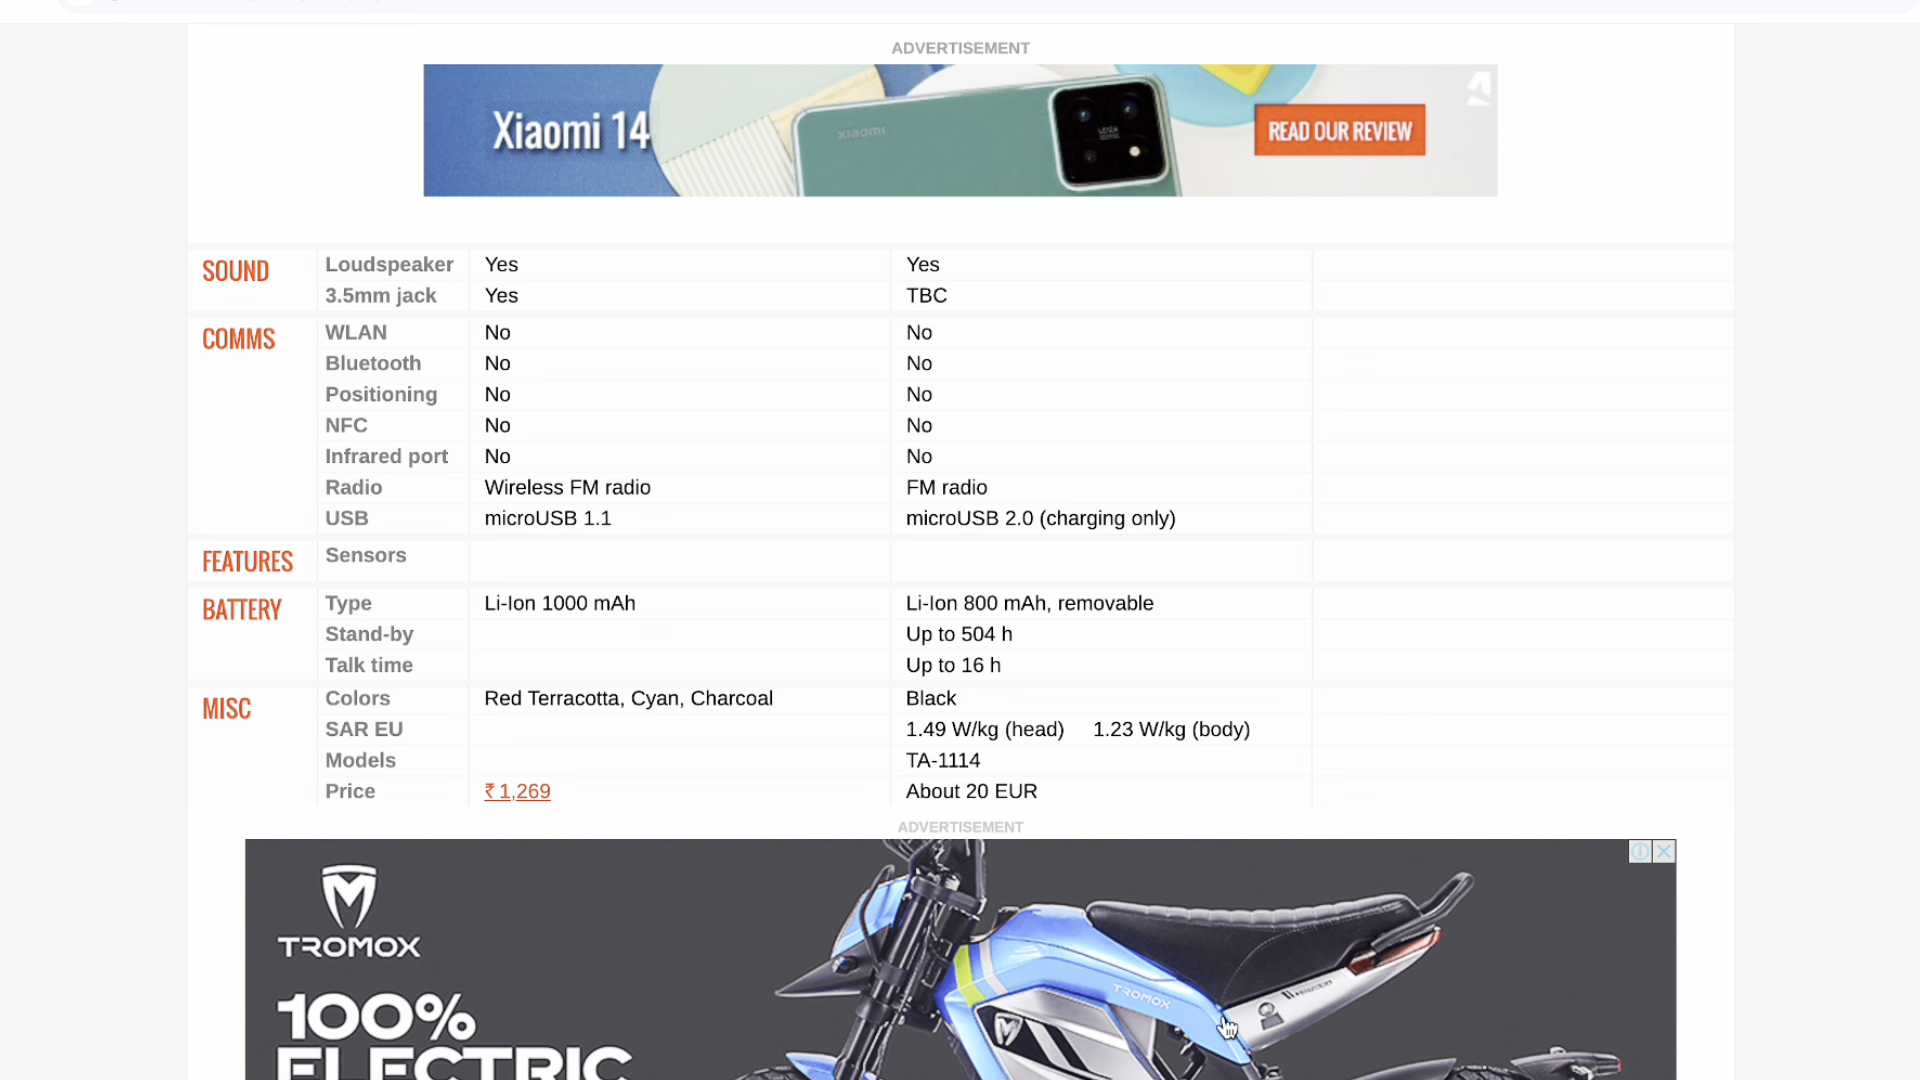 ADVERTISEMENT
Xiaomi 14
xiaomi
LEICA
READ OUR REVIEW
SOUND Loudspeaker Yes Yes
3.5mm jack Yes TBC
COMMS WLAN No No
Bluetooth No No
Positioning No No
NFC No No
Infrared port No No
Radio Wireless FM radio FM radio
USB microUSB 1.1 microUSB 2.0 (charging only)
FEATURES Sensors
BATTERY Type Li-Ion 1000 mAh Li-Ion 800 mAh, removable
Stand-by Up to 504 h
Talk time Up to 16 h
MISC Colors Red Terracotta, Cyan, Charcoal Black
SAR EU 1.49 W/kg (head) 1.23 W/kg (body)
Models TA-1114
Price ₹ 1,269 About 20 EUR
ADVERTISEMENT
TROMOX
TROMOX
100%
ELECTRIC